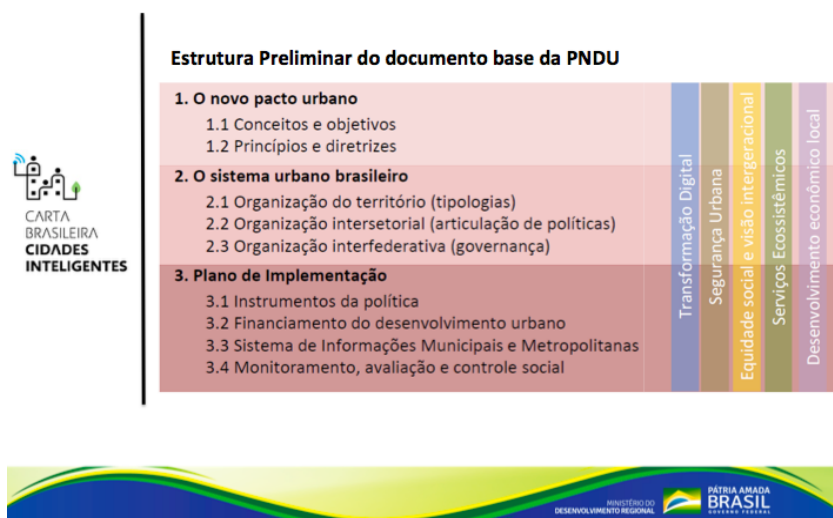 Estrutura Preliminar do documento base da PNDU
1. O novo pacto urbano
1.1 Conceitos e objetivos
1.2 Princípios e diretrizes
2. O sistema urbano brasileiro
2.1 Organização do território (tipologias)
2.2 Organização intersetorial (articulação de políticas)
2.3 Organização interfederativa (governança)
3. Plano de Implementação
3.1 Instrumentos da política
3.2 Financiamento do desenvolvimento urbano
3.3 Sistema de Informações Municipais e Metropolitanas
3.4 Monitoramento, avaliação e controle social
Transformação Digital
Segurança Urbana
Equidade social e visão intergeracional
Serviços Ecossistêmicos
Desenvolvimento econômico local
CARTA
BRASILEIRA
CIDADES
INTELIGENTES
MINISTÉRIO DO
DESENVOLVIMENTO REGIONAL
PÁTRIA AMADA
BRASIL
GOVERNO FEDERAL